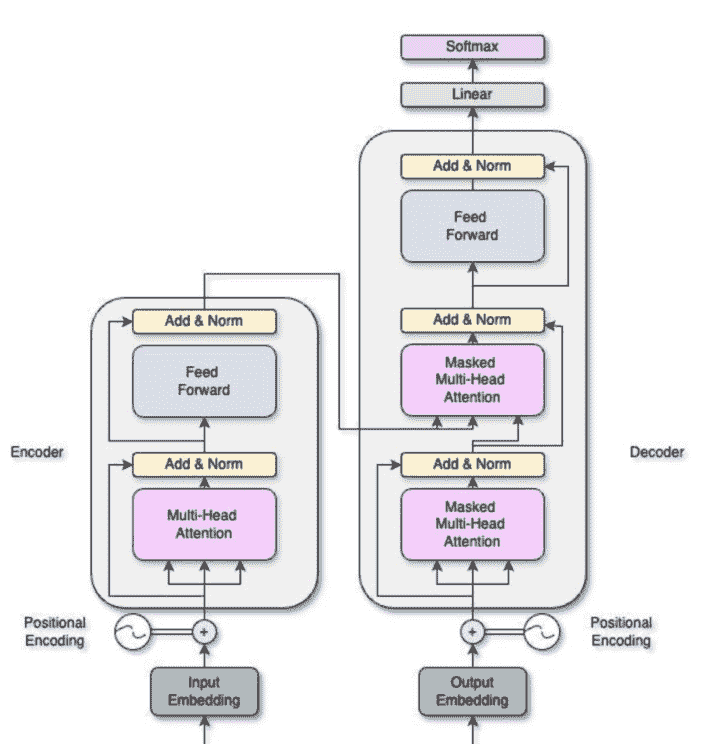 Softmax
Linear
Add & Norm
Feed
Forward
Add & Norm
Masked
Multi-Head
Attention
Add & Norm
Masked
Multi-Head
Attention
Decoder
Positional
Encoding
Output
Embedding
Add & Norm
Feed
Forward
Encoder
Add & Norm
Multi-Head
Attention
Positional
Encoding
+
+
Input
Embedding